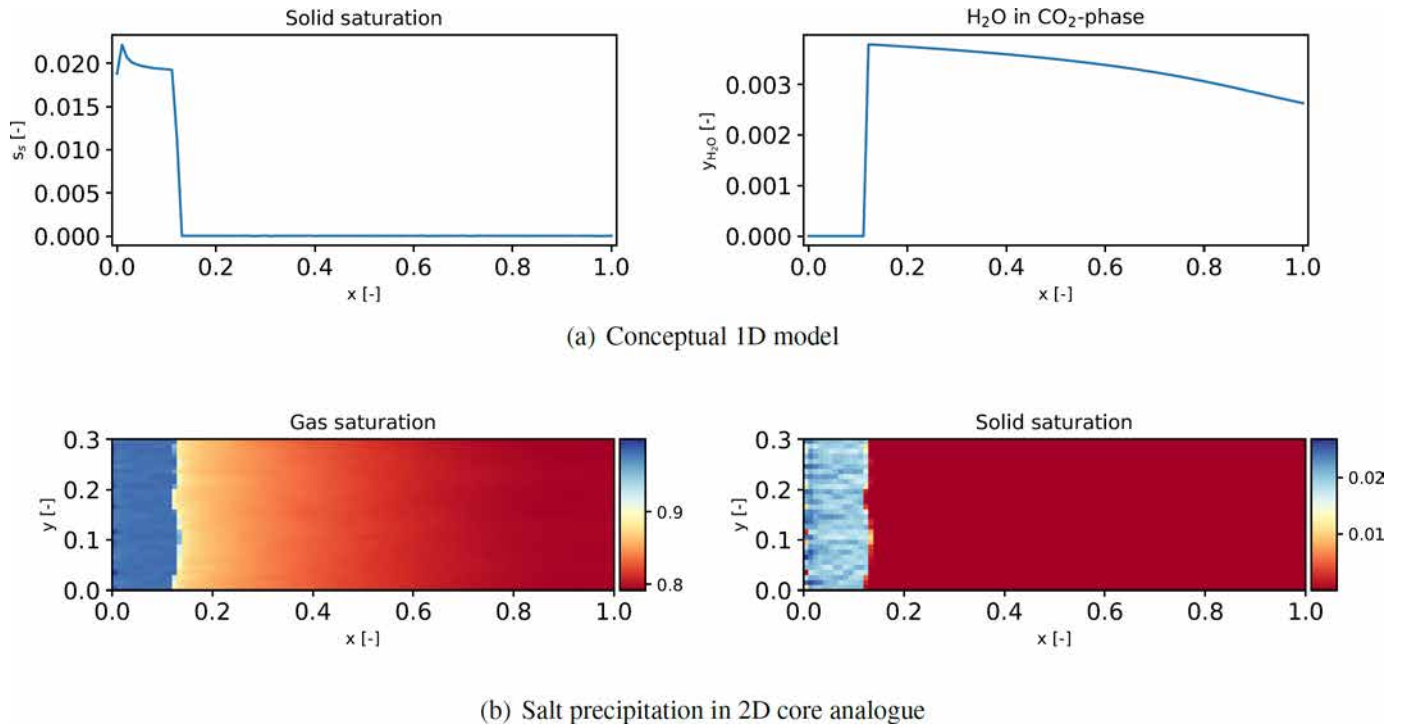 Solid saturation
0.020
0.015
0.010
0.005
0.000
sₛ [-]
0.0 0.2 0.4 0.6 0.8 1.0
x [-]
H₂O in CO₂-phase
0.003
0.002
0.001
0.000
y_H₂O [-]
0.0 0.2 0.4 0.6 0.8 1.0
x [-]
(a) Conceptual 1D model
Gas saturation
0.3
0.2
0.1
0.0
y [-]
0.0 0.2 0.4 0.6 0.8 1.0
x [-]
0.9
0.8
Solid saturation
0.3
0.2
0.1
0.0
y [-]
0.0 0.2 0.4 0.6 0.8 1.0
x [-]
0.02
0.01
(b) Salt precipitation in 2D core analogue